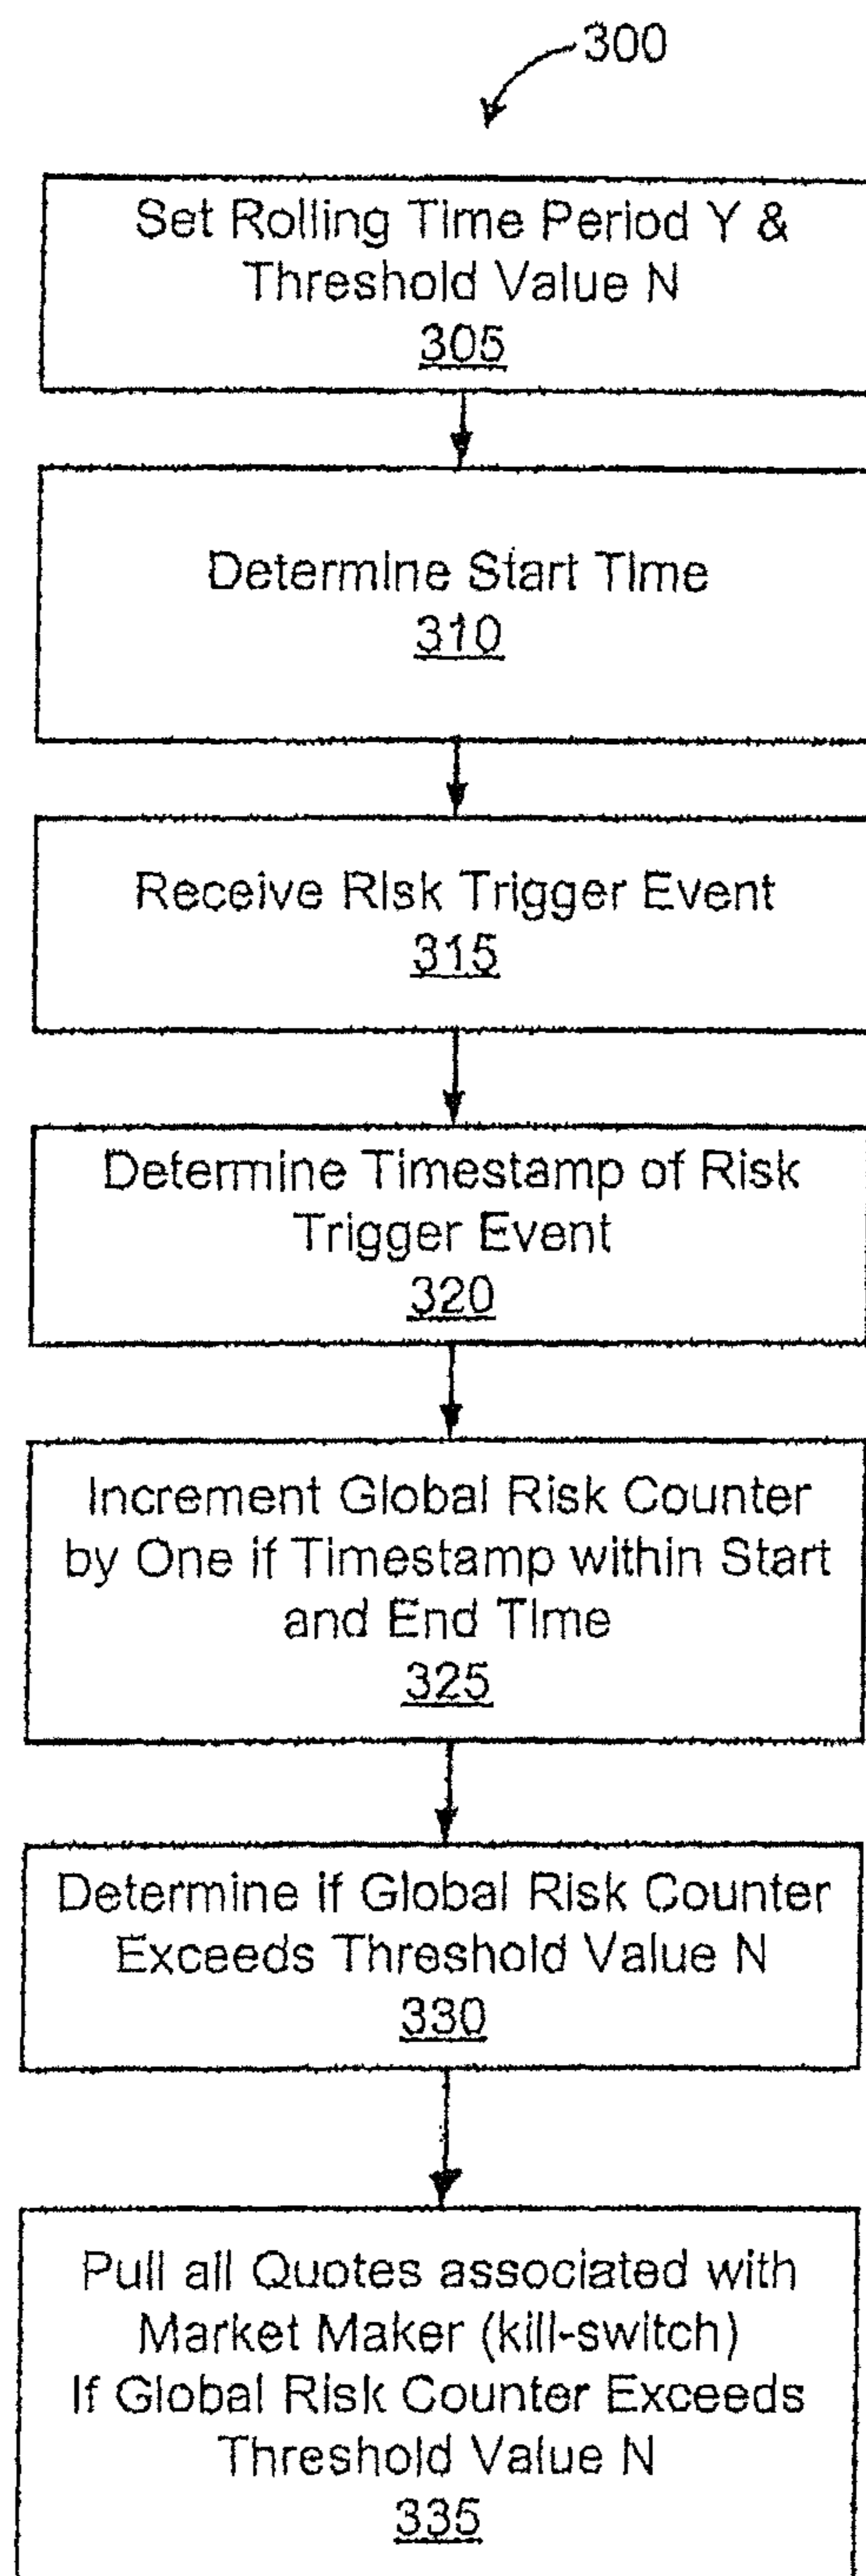 300
Set Rolling Time Period Y &
Threshold Value N
305
Determine Start Time
310
Receive Risk Trigger Event
315
Determine Timestamp of Risk
Trigger Event
320
Increment Global Risk Counter
by One if Timestamp within Start
and End Time
325
Determine if Global Risk Counter
Exceeds Threshold Value N
330
Pull all Quotes associated with
Market Maker (kill-switch)
If Global Risk Counter Exceeds
Threshold Value N
335